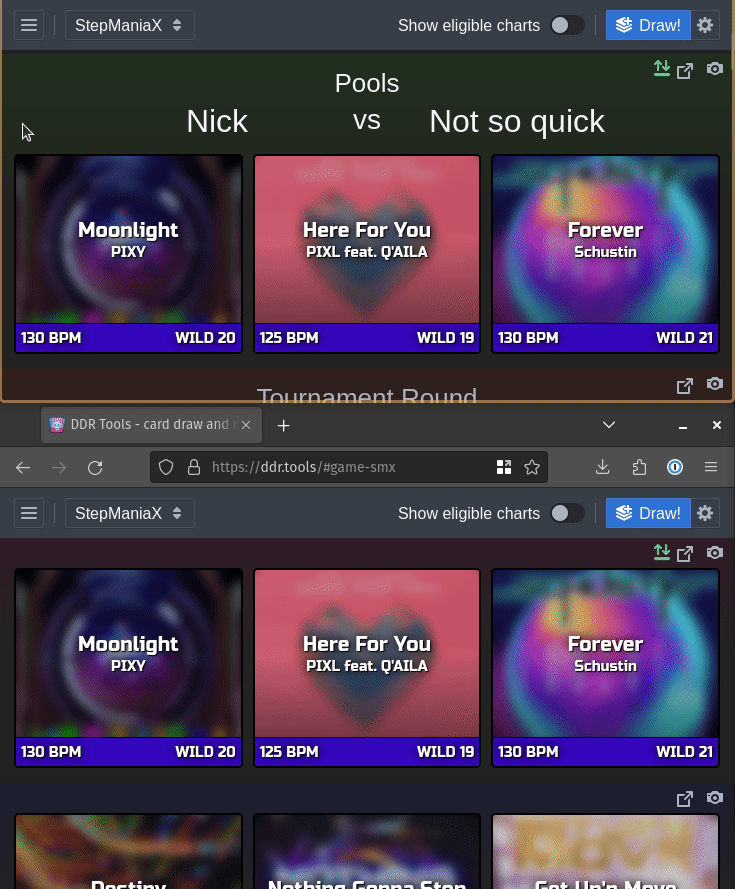 StepManiaX Show eligible charts Draw!
Pools
Nick vs Not so quick
Moonlight Here For You Forever
PIXY PIXL feat. Q'AILA Schustin
130 BPM WILD 20 125 BPM WILD 19 130 BPM WILD 21
Tournament Round
DDR Tools - card draw and
https://ddr.tools/#game-smx
StepManiaX Show eligible charts Draw!
Moonlight Here For You Forever
PIXY PIXL feat. Q'AILA Schustin
130 BPM WILD 20 125 BPM WILD 19 130 BPM WILD 21
Destiny Nothing Gonna Stop Get Up'n Move